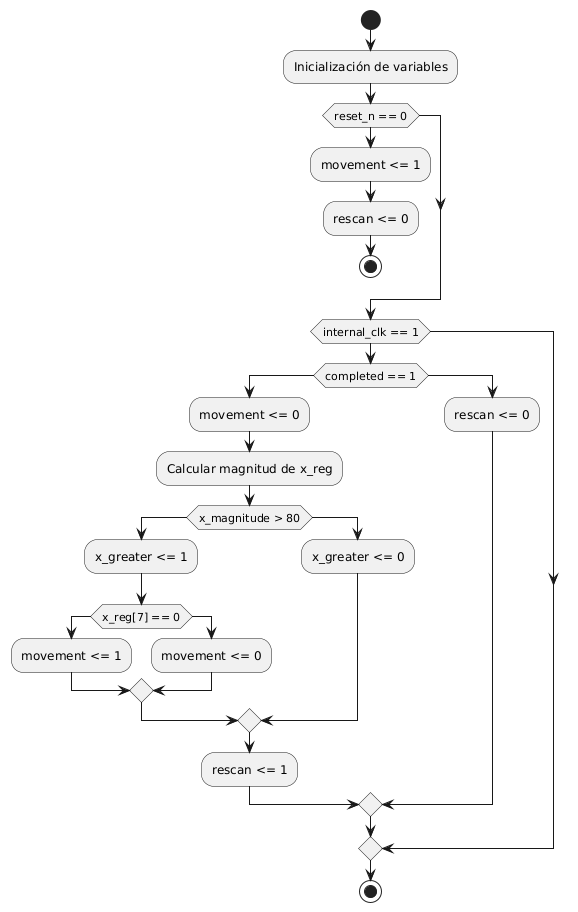 Inicialización de variables
reset_n == 0
movement <= 1
rescan <= 0
internal_clk == 1
completed == 1
movement <= 0
rescan <= 0
Calcular magnitud de x_reg
x_magnitude > 80
x_greater <= 1
x_greater <= 0
x_reg[7] == 0
movement <= 1
movement <= 0
rescan <= 1